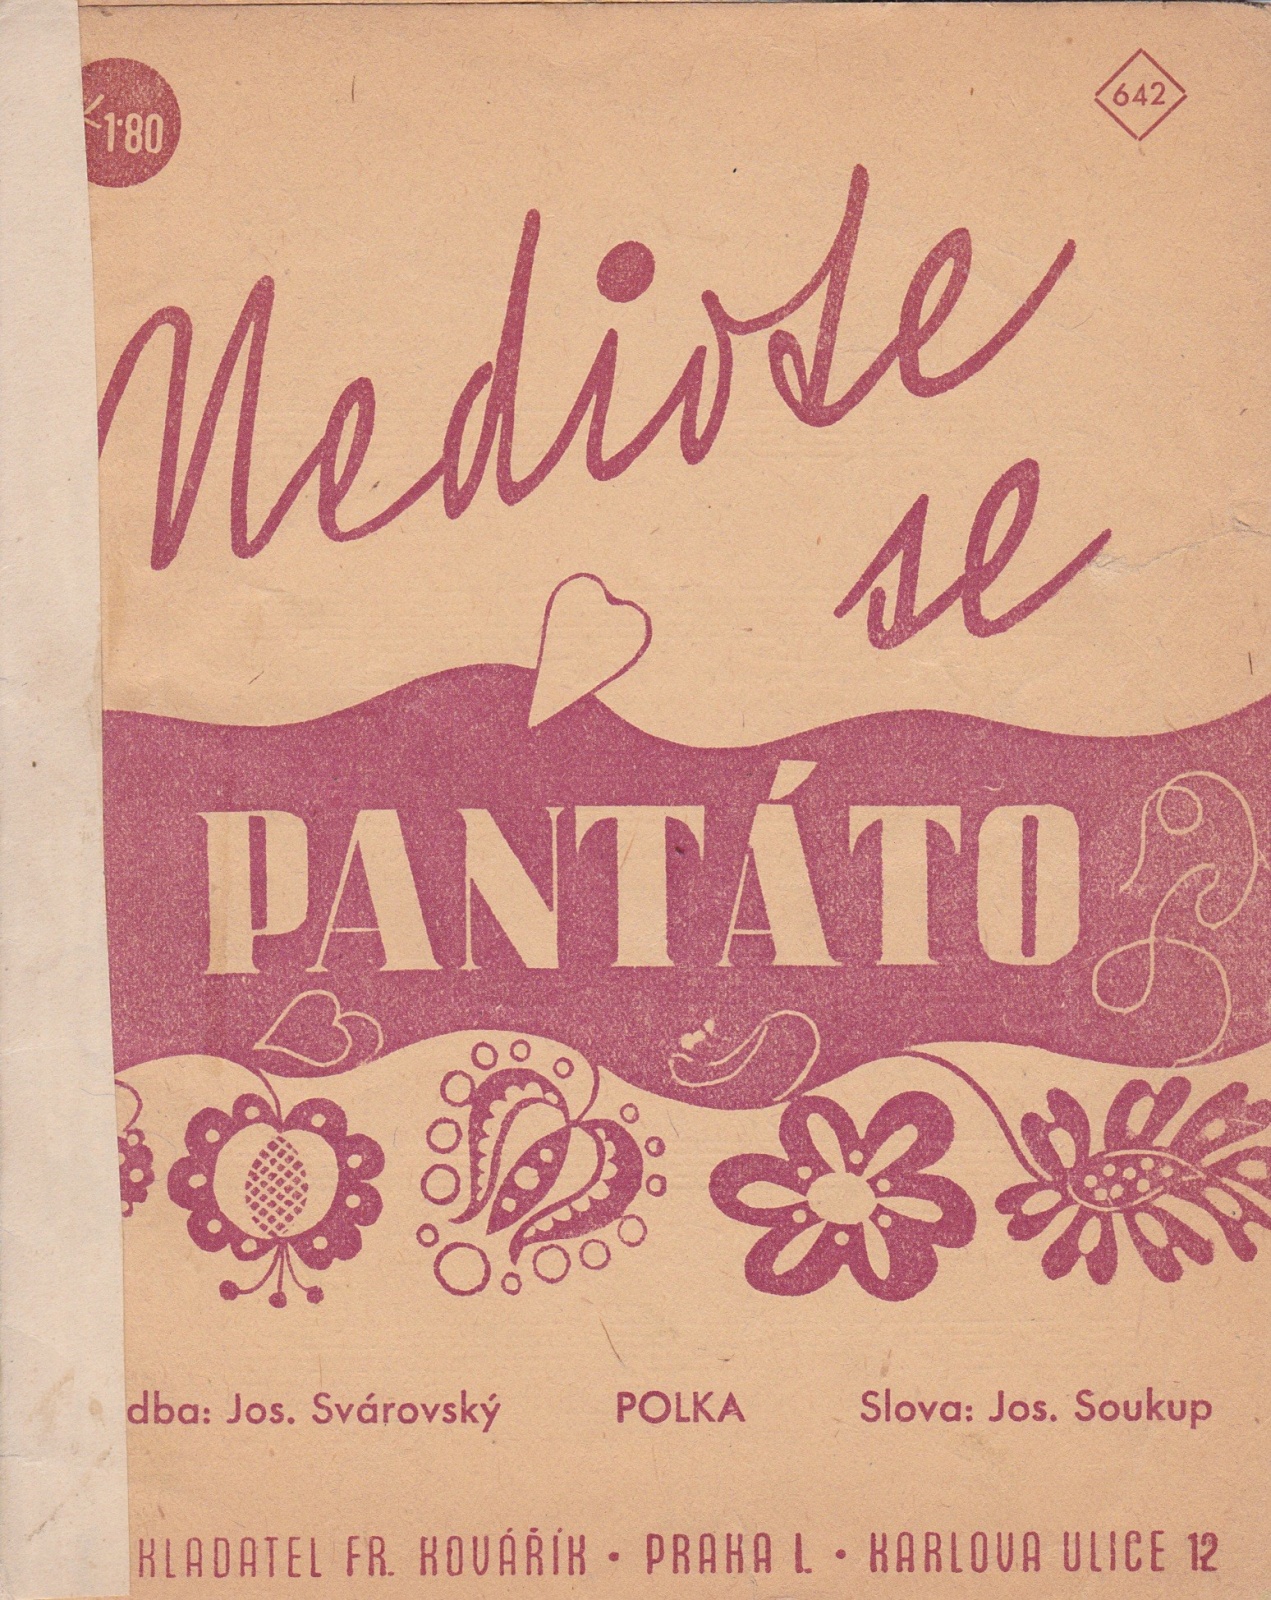 K 1·80
642
Nedivte
se
PANTÁTO
dba: Jos. Svárovský POLKA Slova: Jos. Soukup
KLADATEL FR. KOVÁŘÍK • PRAHA I. • KARLOVA ULICE 12